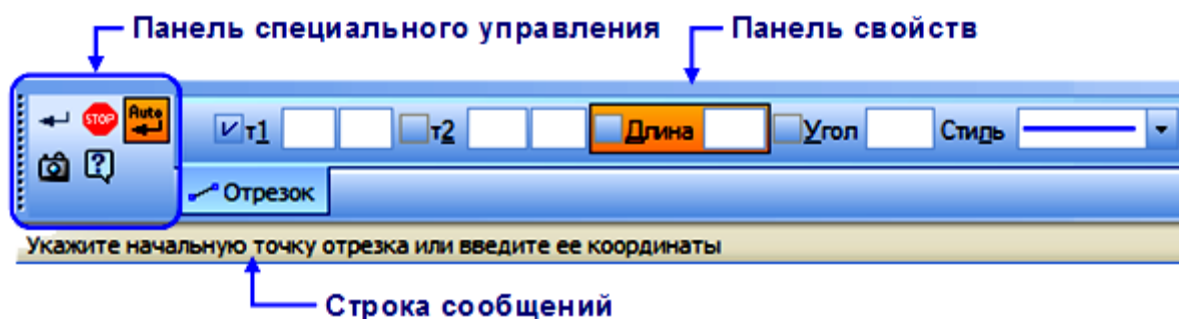 Панель специального управления Панель свойств
STOP Auto т1 т2 Длина Угол Стиль
Отрезок
Укажите начальную точку отрезка или введите ее координаты
Строка сообщений